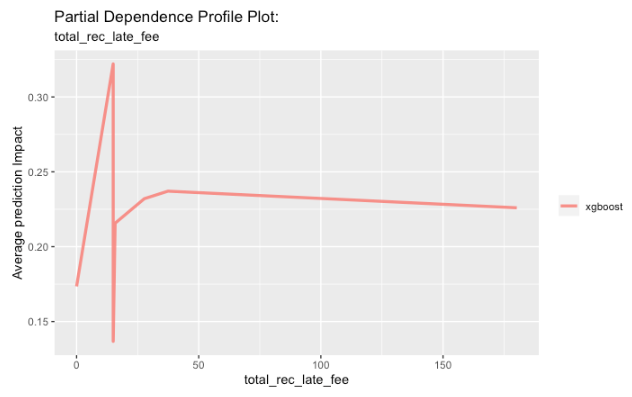 Partial Dependence Profile Plot:
total_rec_late_fee
Average prediction Impact
0.30
0.25
0.20
0.15
0 50 100 150
total_rec_late_fee
xgboost